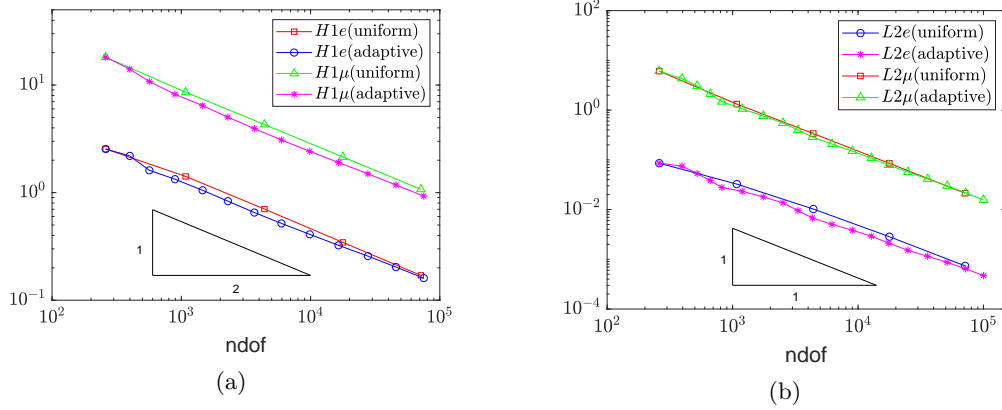 H1e(uniform)
H1e(adaptive)
H1μ(uniform)
H1μ(adaptive)
10^1
10^0
10^{-1}
1
2
10^2
10^3
10^4
10^5
ndof
(a)
L2e(uniform)
L2e(adaptive)
L2μ(uniform)
L2μ(adaptive)
10^2
10^0
10^{-2}
10^{-4}
1
1
10^2
10^3
10^4
10^5
ndof
(b)